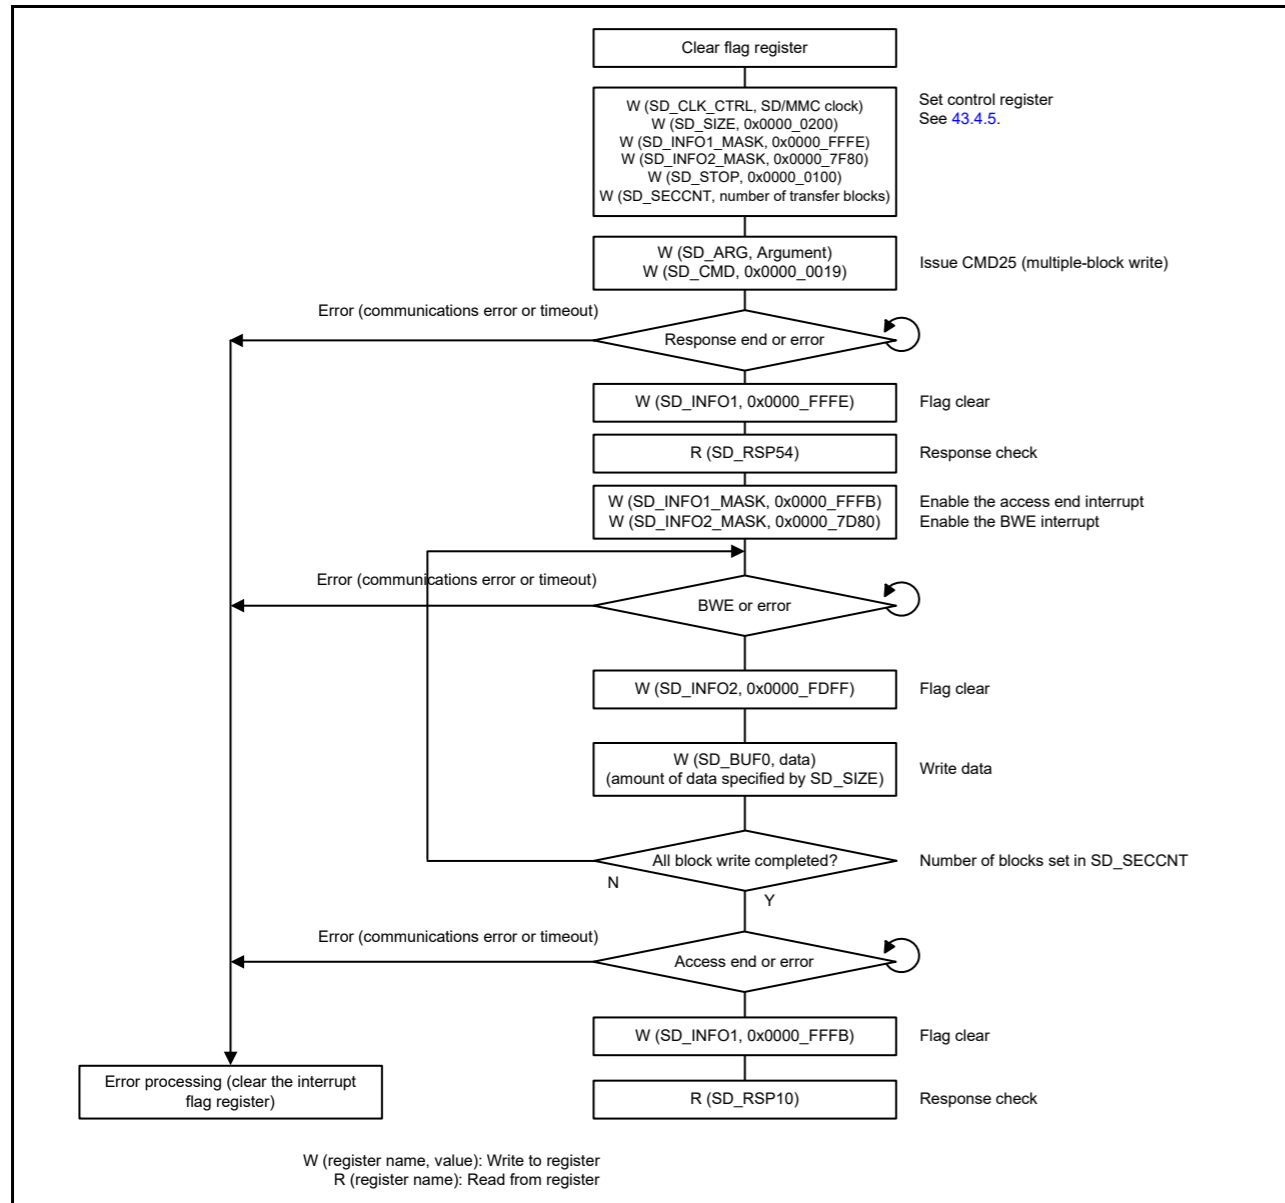 Clear flag register
W (SD_CLK_CTRL, SD/MMC clock)
W (SD_SIZE, 0x0000_0200)
W (SD_INFO1_MASK, 0x0000_FFFE)
W (SD_INFO2_MASK, 0x0000_7F80)
W (SD_STOP, 0x0000_0100)
W (SD_SECCNT, number of transfer blocks)
Set control register
See 43.4.5.
W (SD_ARG, Argument)
W (SD_CMD, 0x0000_0019)
Issue CMD25 (multiple-block write)
Error (communications error or timeout)
Response end or error
W (SD_INFO1, 0x0000_FFFE)
Flag clear
R (SD_RSP54)
Response check
W (SD_INFO1_MASK, 0x0000_FFFB)
W (SD_INFO2_MASK, 0x0000_7D80)
Enable the access end interrupt
Enable the BWE interrupt
Error (communications error or timeout)
BWE or error
W (SD_INFO2, 0x0000_FDFF)
Flag clear
W (SD_BUF0, data)
(amount of data specified by SD_SIZE)
Write data
All block write completed?
Number of blocks set in SD_SECCNT
N
Y
Error (communications error or timeout)
Access end or error
W (SD_INFO1, 0x0000_FFFB)
Flag clear
Error processing (clear the interrupt
flag register)
R (SD_RSP10)
Response check
W (register name, value): Write to register
R (register name): Read from register